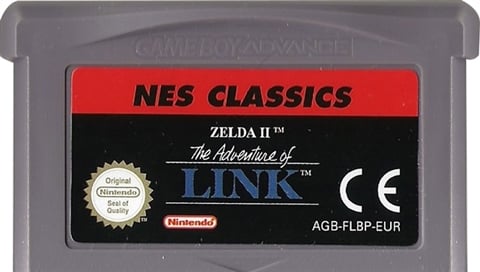 GAME BOY ADVANCE
NES CLASSICS
ZELDA II™
The Adventure of
LINK™
Original
Nintendo
Seal of
Quality
Nintendo
CE
AGB-FLBP-EUR